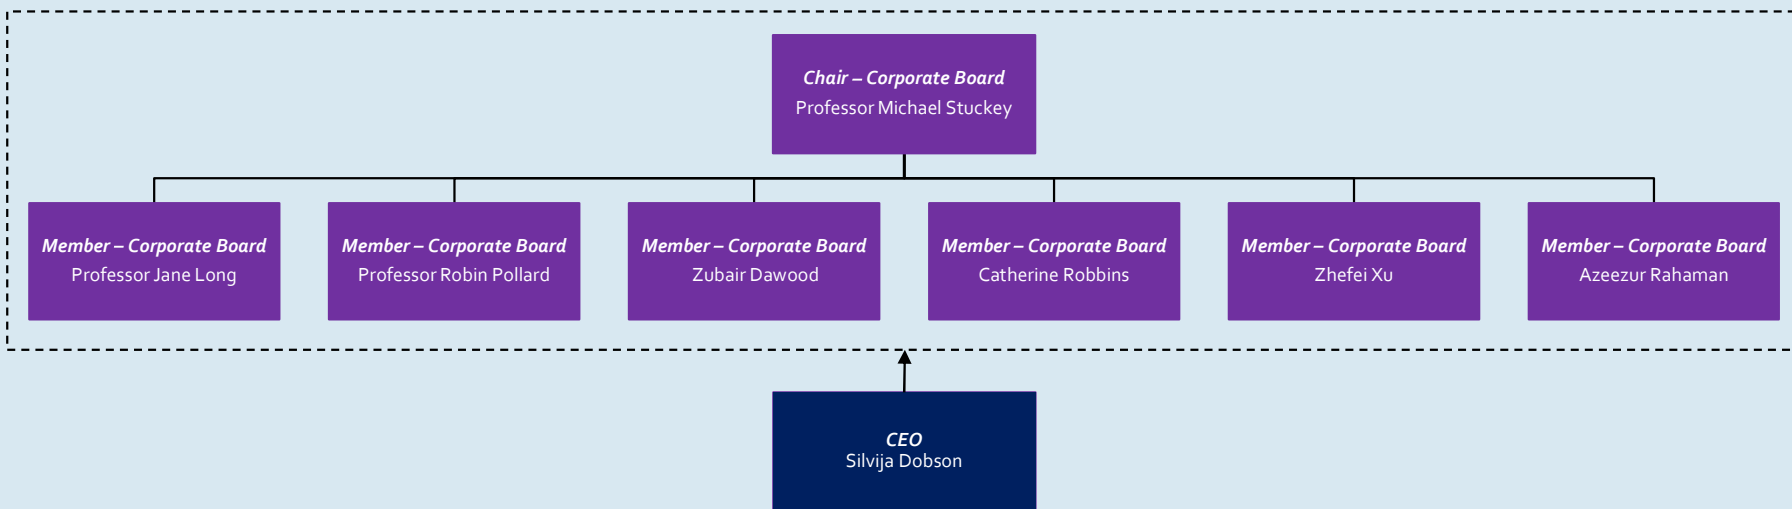 Chair – Corporate Board
Professor Michael Stuckey
Member – Corporate Board
Professor Jane Long
Member – Corporate Board
Professor Robin Pollard
Member – Corporate Board
Zubair Dawood
Member – Corporate Board
Catherine Robbins
Member – Corporate Board
Zhefei Xu
Member – Corporate Board
Azeezur Rahaman
CEO
Silvija Dobson